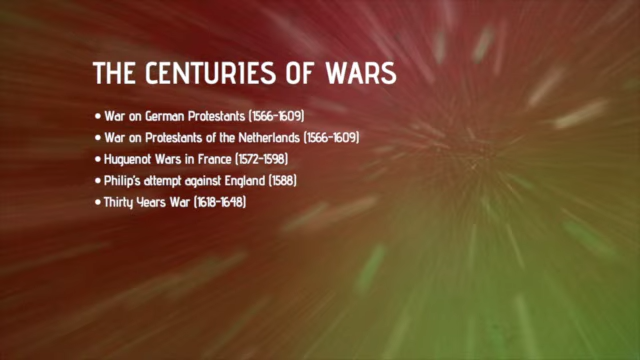 THE CENTURIES OF WARS
• War on German Protestants (1566-1609)
• War on Protestants of the Netherlands (1566-1609)
• Huguenot Wars in France (1572-1598)
• Philip's attempt against England (1588)
• Thirty Years War (1618-1648)